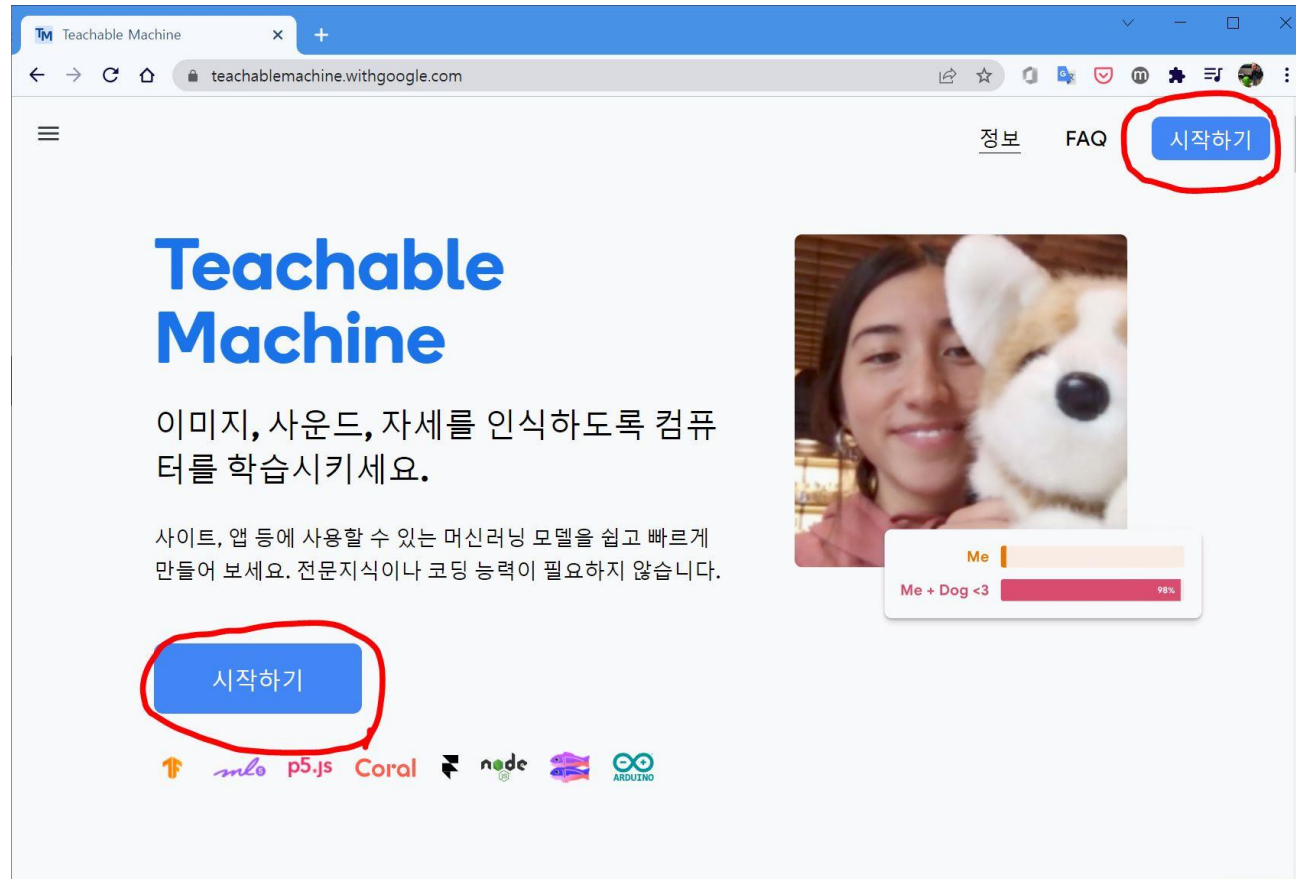 TM Teachable Machine
teachablemachine.withgoogle.com
정보 FAQ 시작하기
Teachable
Machine
이미지, 사운드, 자세를 인식하도록 컴퓨
터를 학습시키세요.
사이트, 앱 등에 사용할 수 있는 머신러닝 모델을 쉽고 빠르게
만들어 보세요. 전문지식이나 코딩 능력이 필요하지 않습니다.
Me
Me + Dog <3 98%
시작하기
ml5 p5.js Coral node JS ARDUINO